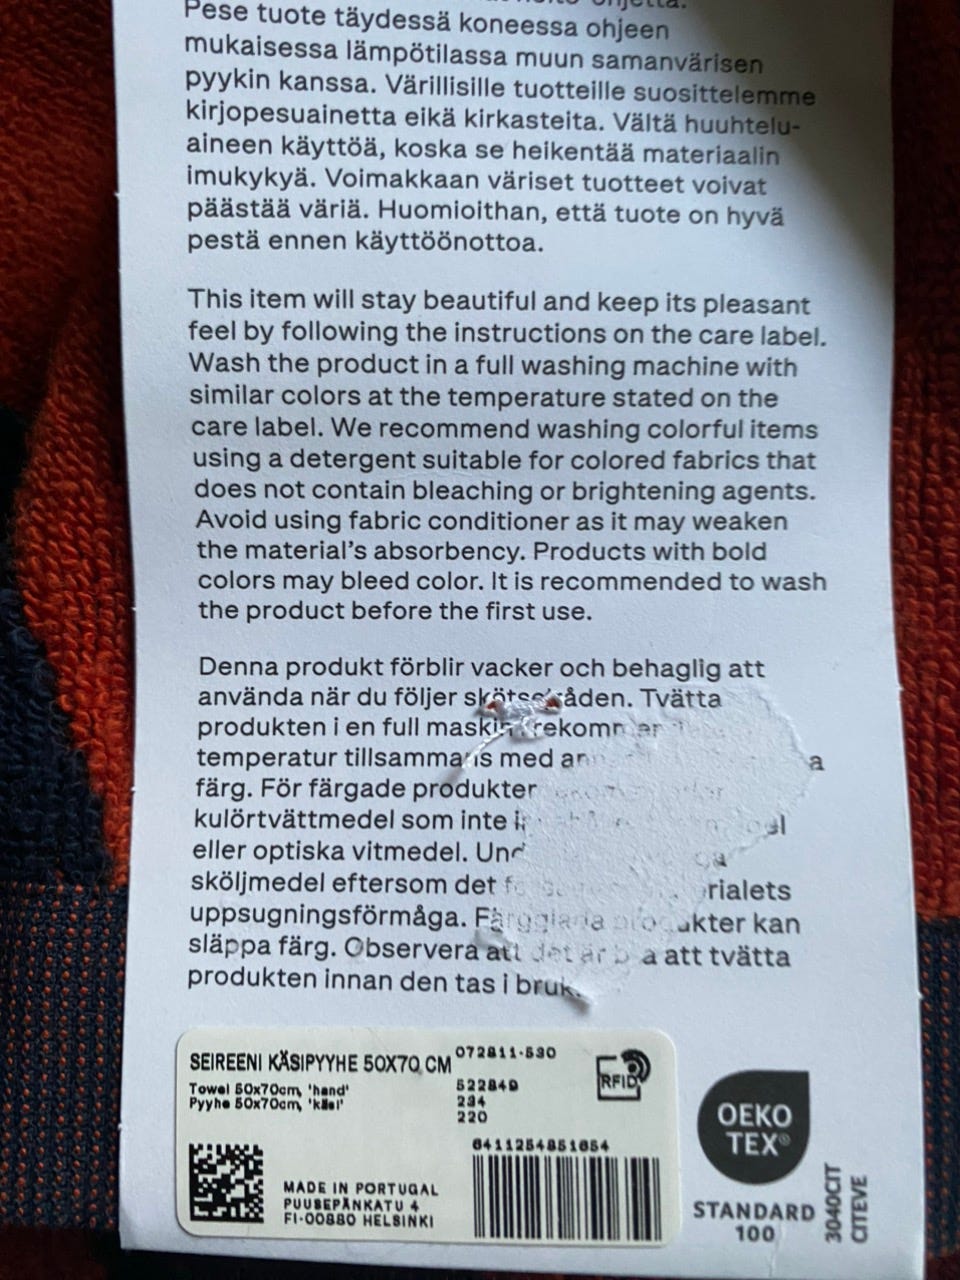 Pese tuote täydessä koneessa ohjeen
mukaisessa lämpötilassa muun samanvärisen
pyykin kanssa. Värillisille tuotteille suosittelemme
kirjopesuainetta eikä kirkasteita. Vältä huuhtelu-
aineen käyttöä, koska se heikentää materiaalin
imukykyä. Voimakkaan väriset tuotteet voivat
päästää väriä. Huomioithan, että tuote on hyvä
pestä ennen käyttöönottoa.
This item will stay beautiful and keep its pleasant
feel by following the instructions on the care label.
Wash the product in a full washing machine with
similar colors at the temperature stated on the
care label. We recommend washing colorful items
using a detergent suitable for colored fabrics that
does not contain bleaching or brightening agents.
Avoid using fabric conditioner as it may weaken
the material's absorbency. Products with bold
colors may bleed color. It is recommended to wash
the product before the first use.
Denna produkt förblir vacker och behaglig att
använda när du följer Tvätta
produkten i en full
temperatur med
färg. För färgade produkter
kulörtvättmedel som inte
eller optiska vitmedel.
sköljmedel eftersom det
uppsugningsförmåga. kan
släppa färg. Observera att det är att tvätta
produkten innan den tas i bruk.
SEIREENI KÄSIPYYHE 50X70 CM
072811-530
Towel 50x70cm, 'hand'
522849
Pyyhe 50x70cm, 'käsi'
234
220
RFID
6411254851654
MADE IN PORTUGAL
PUUSEPÄNKATU 4
FI-00880 HELSINKI
OEKO
TEX®
STANDARD
100
3040CIT
CITEVE